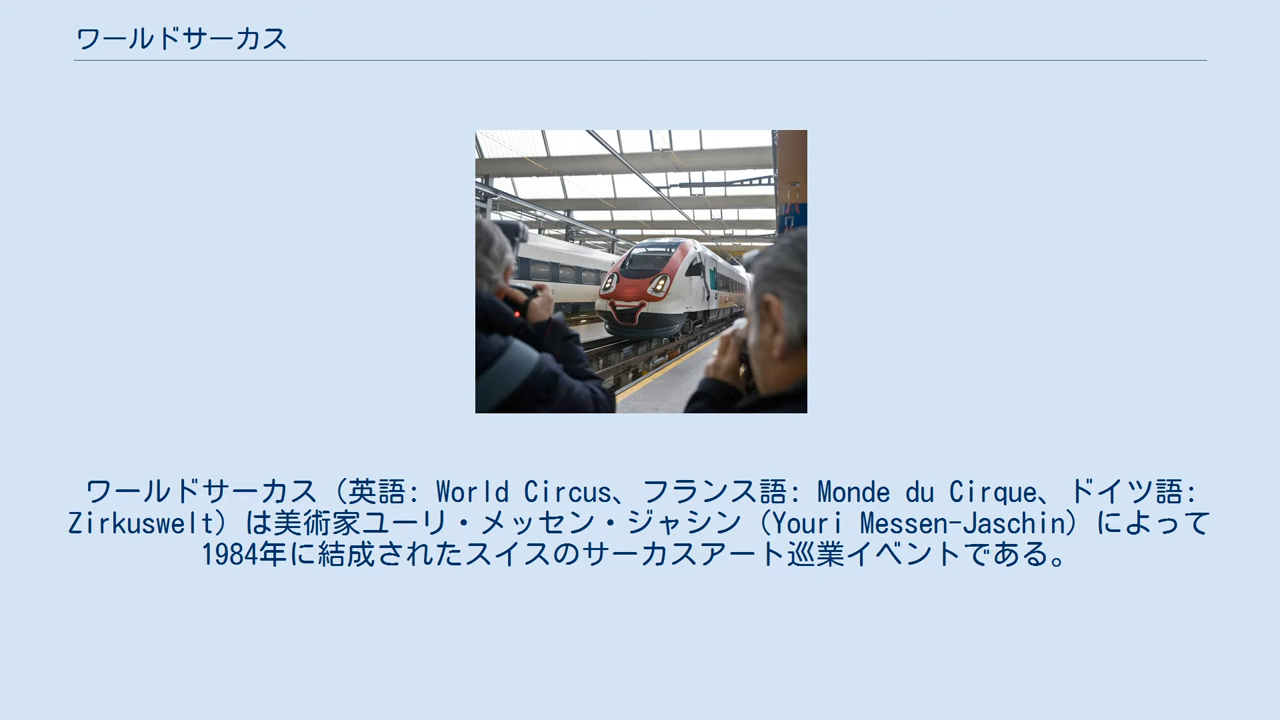 ワールドサーカス
ワールドサーカス（英語: World Circus、フランス語: Monde du Cirque、ドイツ語:
Zirkuswelt）は美術家ユーリ・メッセン・ジャシン（Youri Messen-Jaschin）によって
1984年に結成されたスイスのサーカスアート巡業イベントである。